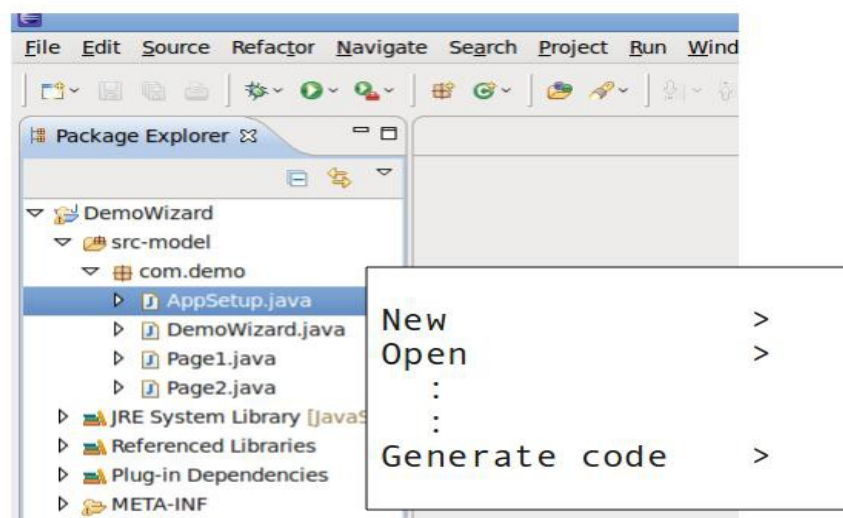 File Edit Source Refactor Navigate Search Project Run Wind
Package Explorer
DemoWizard
src-model
com.demo
AppSetup.java
DemoWizard.java
Page1.java
Page2.java
JRE System Library [JavaS
Referenced Libraries
Plug-in Dependencies
META-INF
New >
Open >
:
:
Generate code >